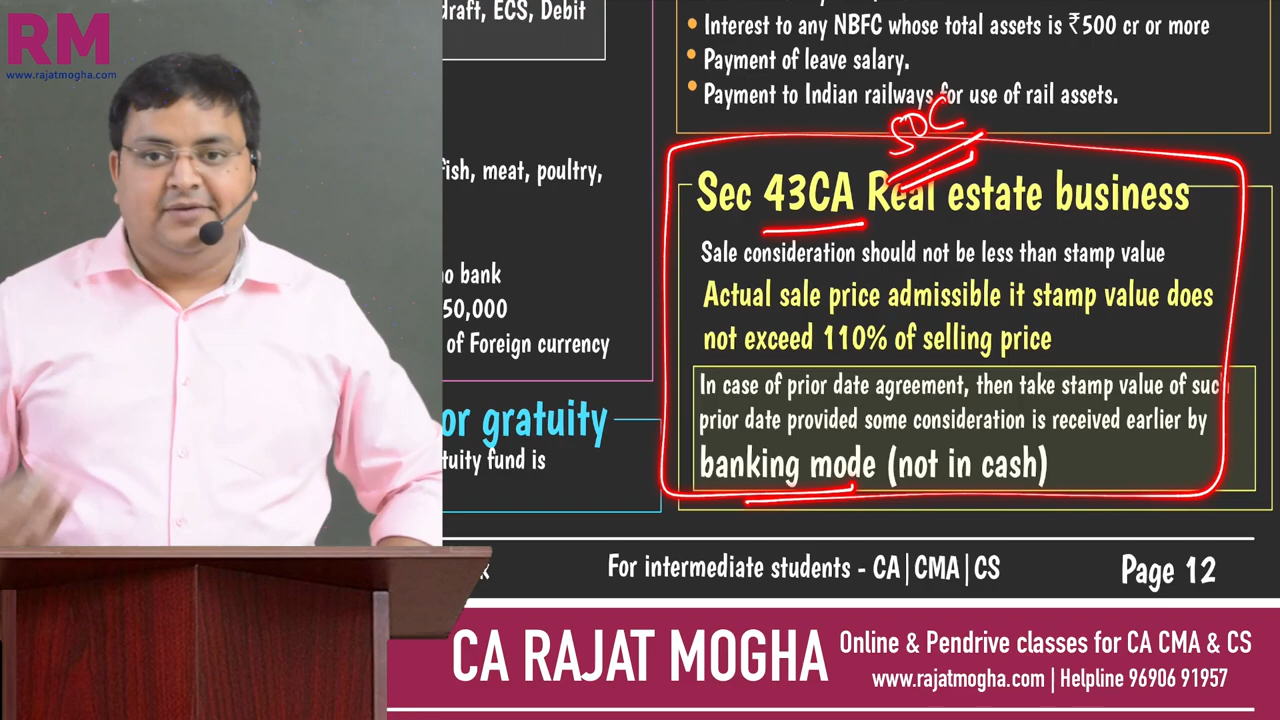 RM
www.rajatmogha.com
draft, ECS, Debit
fish, meat, poultry,
no bank
50,000
of Foreign currency
or gratuity
tuity fund is
• Interest to any NBFC whose total assets is ₹500 cr or more
• Payment of leave salary.
• Payment to Indian railways for use of rail assets.
SDC
Sec 43CA Real estate business
Sale consideration should not be less than stamp value
Actual sale price admissible it stamp value does
not exceed 110% of selling price
In case of prior date agreement, then take stamp value of such
prior date provided some consideration is received earlier by
banking mode (not in cash)
For intermediate students - CA|CMA|CS
Page 12
CA RAJAT MOGHA
Online & Pendrive classes for CA CMA & CS
www.rajatmogha.com | Helpline 96906 91957